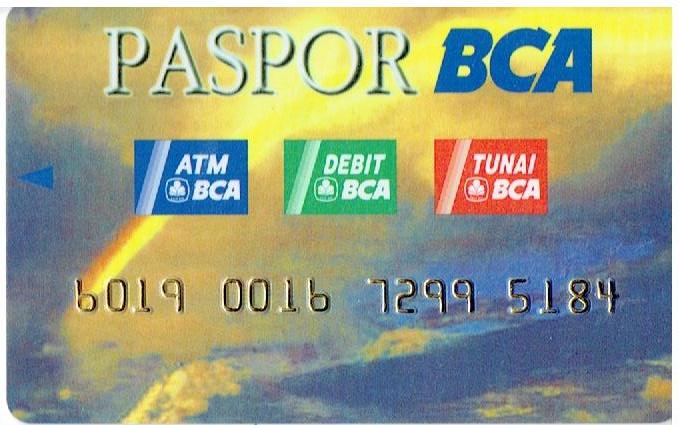 PASPOR BCA
ATM BCA
DEBIT BCA
TUNAI BCA
6019 0016 7299 5184